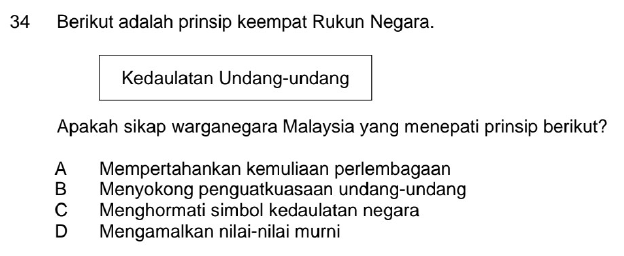 34 Berikut adalah prinsip keempat Rukun Negara.
Kedaulatan Undang-undang
Apakah sikap warganegara Malaysia yang menepati prinsip berikut?
A Mempertahankan kemuliaan perlembagaan
B Menyokong penguatkuasaan undang-undang
C Menghormati simbol kedaulatan negara
D Mengamalkan nilai-nilai murni